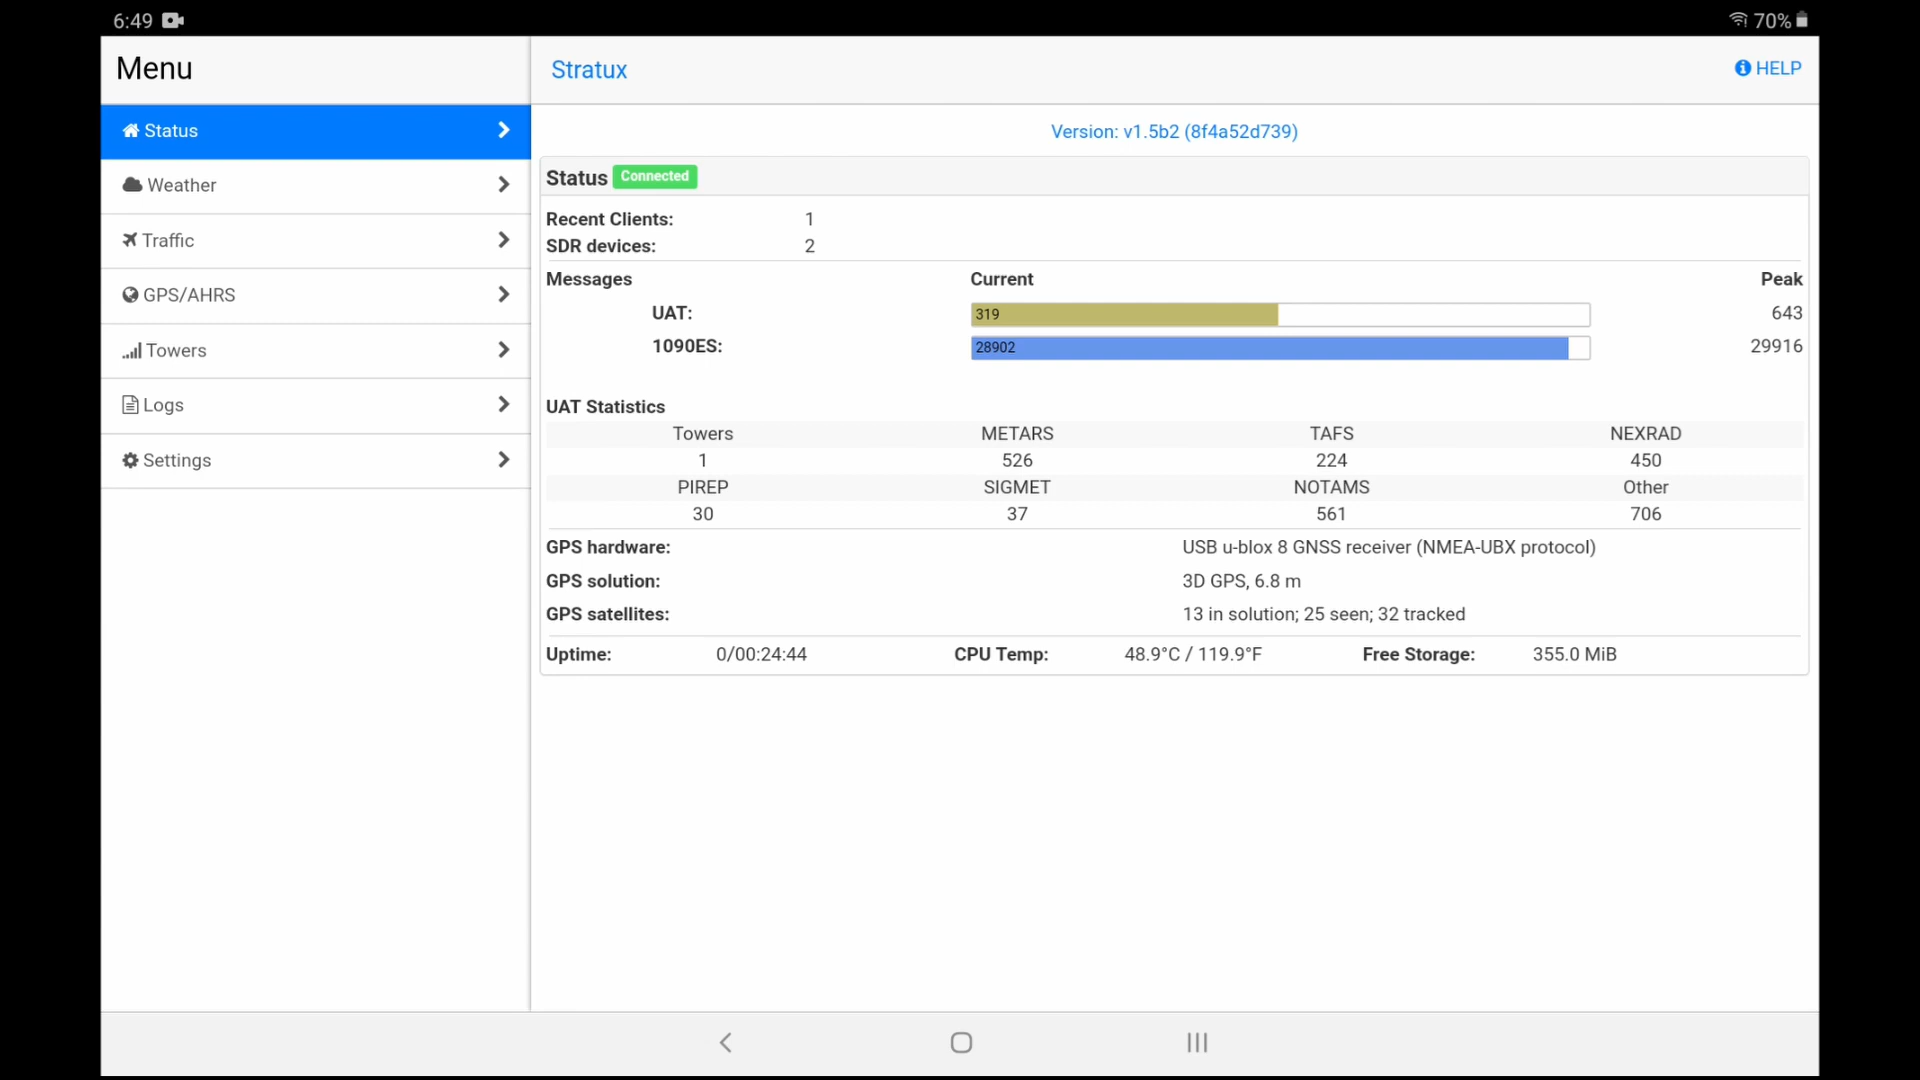 6:49 70%
Menu
Stratux
HELP
Status
Weather
Traffic
GPS/AHRS
Towers
Logs
Settings
Version: v1.5b2 (8f4a52d739)
Status Connected
Recent Clients: 1
SDR devices: 2
Messages Current Peak
UAT: 319 643
1090ES: 28902 29916
UAT Statistics
Towers METARS TAFS NEXRAD
1 526 224 450
PIREP SIGMET NOTAMS Other
30 37 561 706
GPS hardware: USB u-blox 8 GNSS receiver (NMEA-UBX protocol)
GPS solution: 3D GPS, 6.8 m
GPS satellites: 13 in solution; 25 seen; 32 tracked
Uptime: 0/00:24:44 CPU Temp: 48.9°C / 119.9°F Free Storage: 355.0 MiB